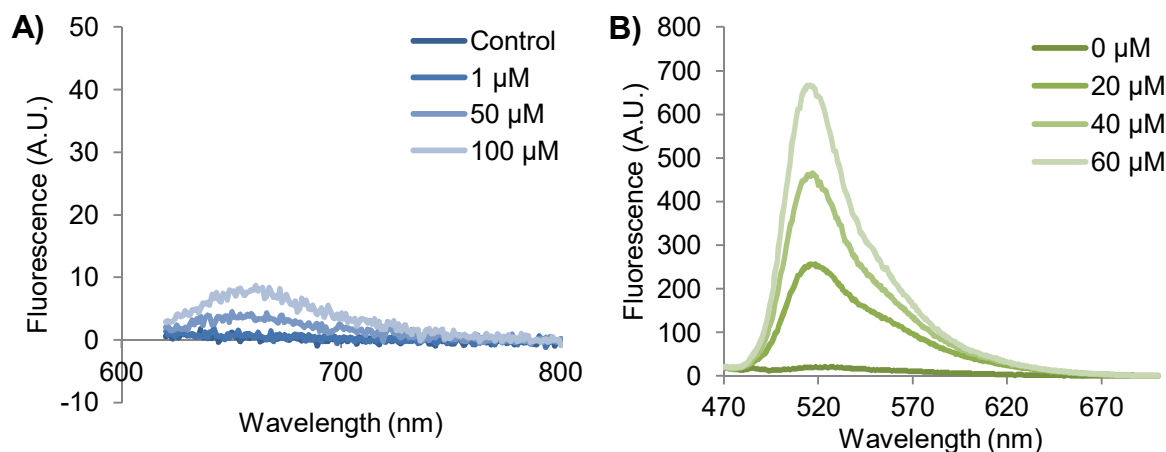 A)
Fluorescence (A.U.)
50
40
30
20
10
0
-10
600
700
800
Wavelength (nm)
Control
1 µM
50 µM
100 µM
B)
Fluorescence (A.U.)
800
700
600
500
400
300
200
100
0
470
520
570
620
670
Wavelength (nm)
0 µM
20 µM
40 µM
60 µM